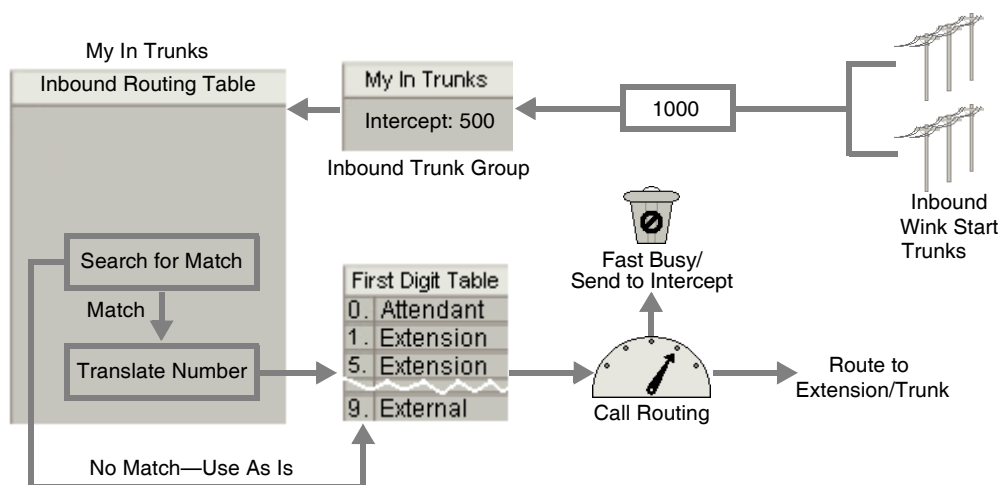 My In Trunks
Inbound Routing Table
My In Trunks
Intercept: 500
Inbound Trunk Group
1000
Inbound
Wink Start
Trunks
Search for Match
Match
Translate Number
No Match—Use As Is
First Digit Table
0. Attendant
1. Extension
5. Extension
9. External
Fast Busy/
Send to Intercept
Call Routing
Route to
Extension/Trunk